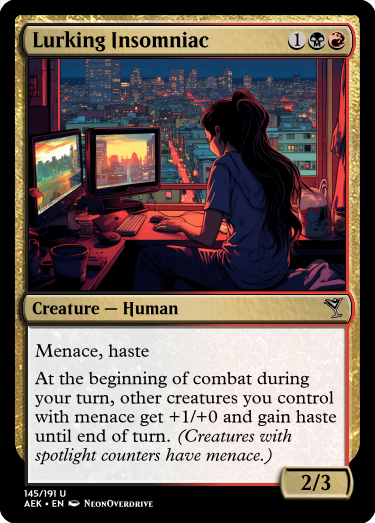 Lurking Insomniac 1
Creature — Human
Menace, haste
At the beginning of combat during
your turn, other creatures you control
with menace get +1/+0 and gain haste
until end of turn. (Creatures with
spotlight counters have menace.)
2/3
145/191 U
AEK • EN NeonOverdrive